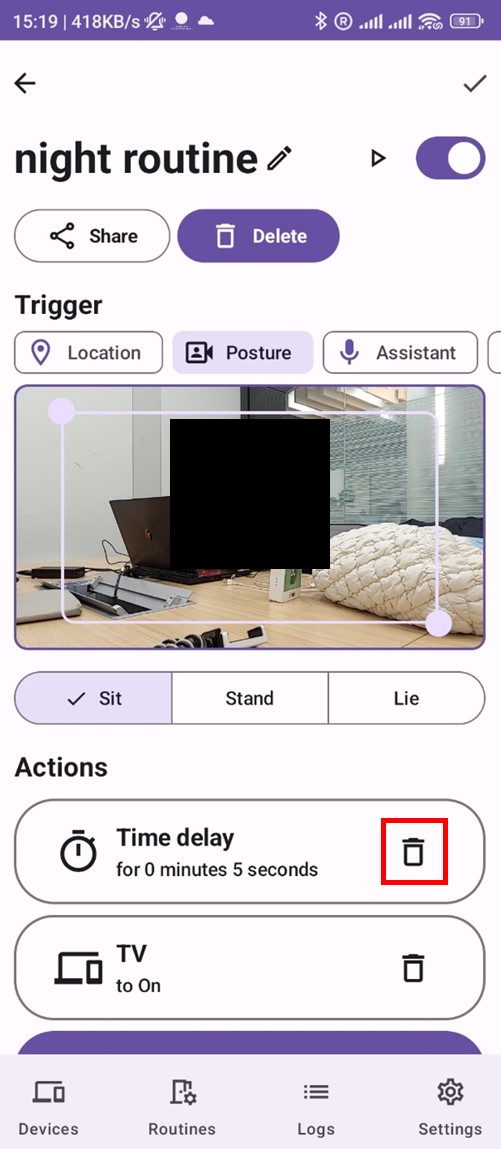 15:19 | 418KB/s
91
night routine
Share
Delete
Trigger
Location
Posture
Assistant
Sit
Stand
Lie
Actions
Time delay
for 0 minutes 5 seconds
TV
to On
Devices
Routines
Logs
Settings